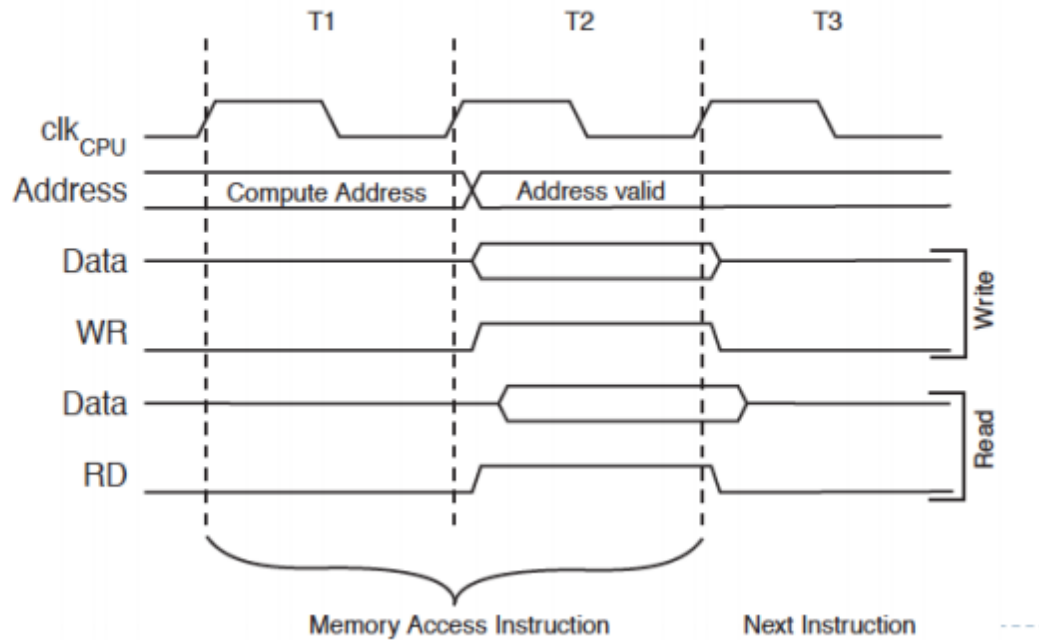 T1 T2 T3
clkCPU
Address Compute Address Address valid
Data
WR
Write
Data
RD
Read
Memory Access Instruction Next Instruction